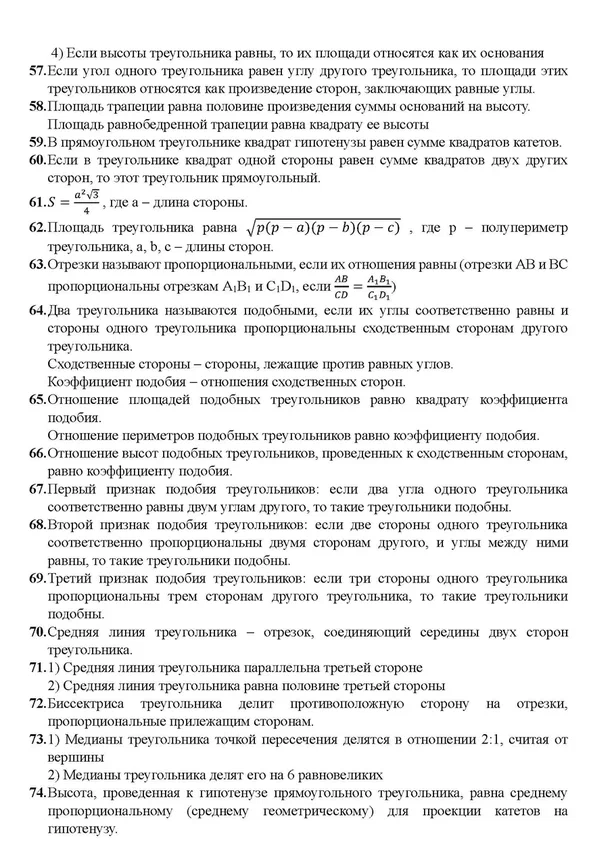 4) Если высоты треугольника равны, то их площади относятся как их основания
57.Если угол одного треугольника равен углу другого треугольника, то площади этих
треугольников относятся как произведение сторон, заключающих равные углы.
58.Площадь трапеции равна половине произведения суммы оснований на высоту.
Площадь равнобедренной трапеции равна квадрату ее высоты
59.В прямоугольном треугольнике квадрат гипотенузы равен сумме квадратов катетов.
60.Если в треугольнике квадрат одной стороны равен сумме квадратов двух других
сторон, то этот треугольник прямоугольный.
61.S = a²√3/4 , где a – длина стороны.
62.Площадь треугольника равна √(p(p − a)(p − b)(p − c)) , где p – полупериметр
треугольника, a, b, c – длины сторон.
63.Отрезки называют пропорциональными, если их отношения равны (отрезки AB и BC
пропорциональны отрезкам A₁B₁ и C₁D₁, если AB/CD = A₁B₁/C₁D₁)
64.Два треугольника называются подобными, если их углы соответственно равны и
стороны одного треугольника пропорциональны сходственным сторонам другого
треугольника.
Сходственные стороны – стороны, лежащие против равных углов.
Коэффициент подобия – отношения сходственных сторон.
65.Отношение площадей подобных треугольников равно квадрату коэффициента
подобия.
Отношение периметров подобных треугольников равно коэффициенту подобия.
66.Отношение высот подобных треугольников, проведенных к сходственным сторонам,
равно коэффициенту подобия.
67.Первый признак подобия треугольников: если два угла одного треугольника
соответственно равны двум углам другого, то такие треугольники подобны.
68.Второй признак подобия треугольников: если две стороны одного треугольника
соответственно пропорциональны двумя сторонам другого, и углы между ними
равны, то такие треугольники подобны.
69.Третий признак подобия треугольников: если три стороны одного треугольника
пропорциональны трем сторонам другого треугольника, то такие треугольники
подобны.
70.Средняя линия треугольника – отрезок, соединяющий середины двух сторон
треугольника.
71.1) Средняя линия треугольника параллельна третьей стороне
2) Средняя линия треугольника равна половине третьей стороны
72.Биссектриса треугольника делит противоположную сторону на отрезки,
пропорциональные прилежащим сторонам.
73.1) Медианы треугольника точкой пересечения делятся в отношении 2:1, считая от
вершины
2) Медианы треугольника делят его на 6 равновеликих
74.Высота, проведенная к гипотенузе прямоугольного треугольника, равна среднему
пропорциональному (среднему геометрическому) для проекции катетов на
гипотенузу.